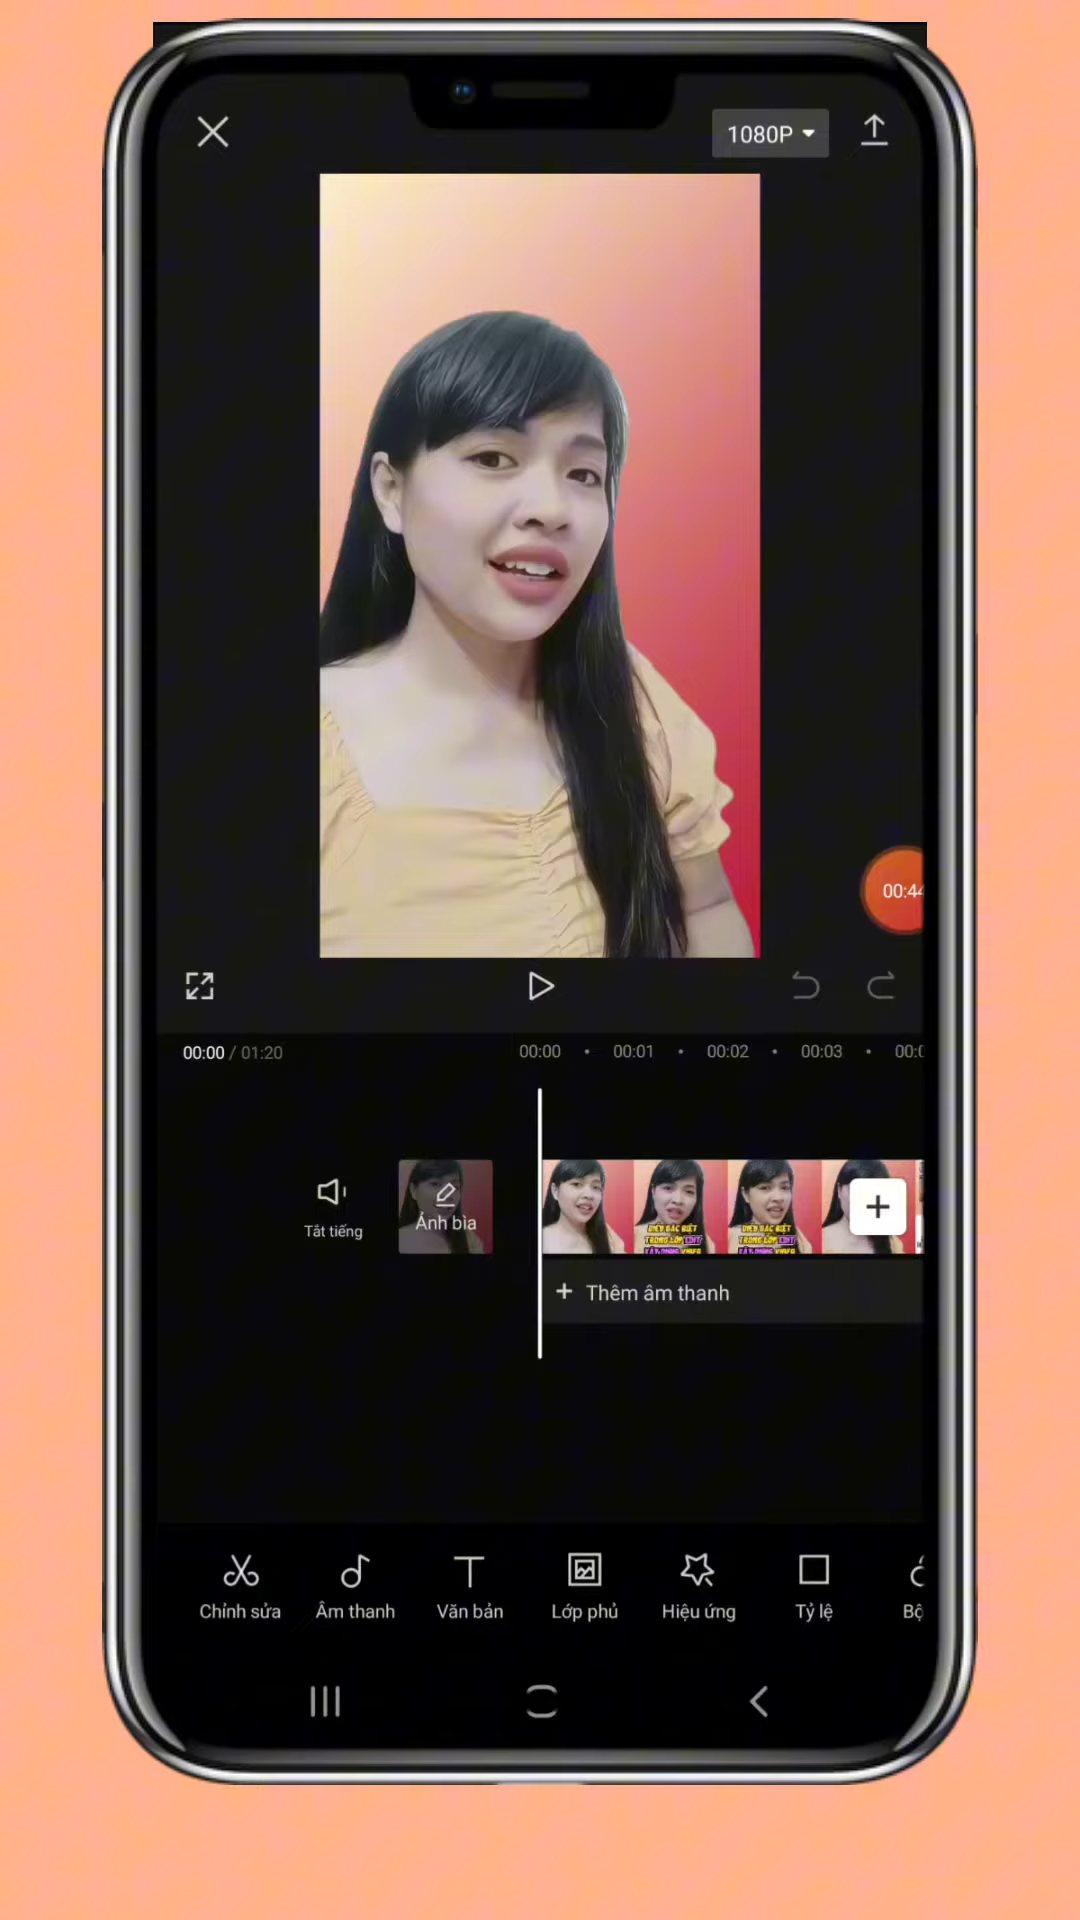 1080P
00:44
00:00 / 01:20
00:00 00:01 00:02 00:03
Tắt tiếng
Ảnh bìa
Thêm âm thanh
Chỉnh sửa
Âm thanh
Văn bản
Lớp phủ
Hiệu ứng
Tỷ lệ
Bộ